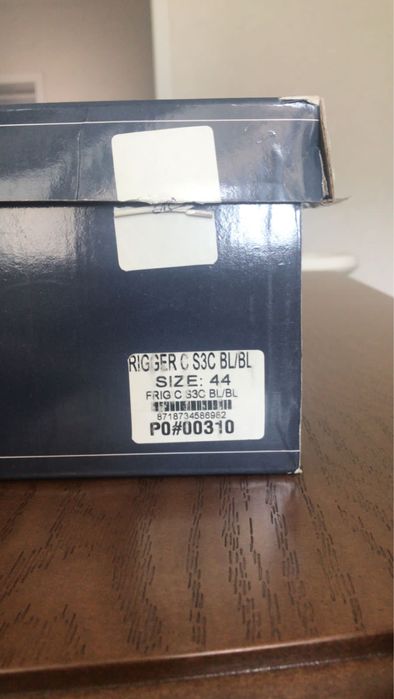 RIGGER C S3C BL/BL
SIZE: 44
FRIG C S3C BL/BL
8718734586982
PO#00310